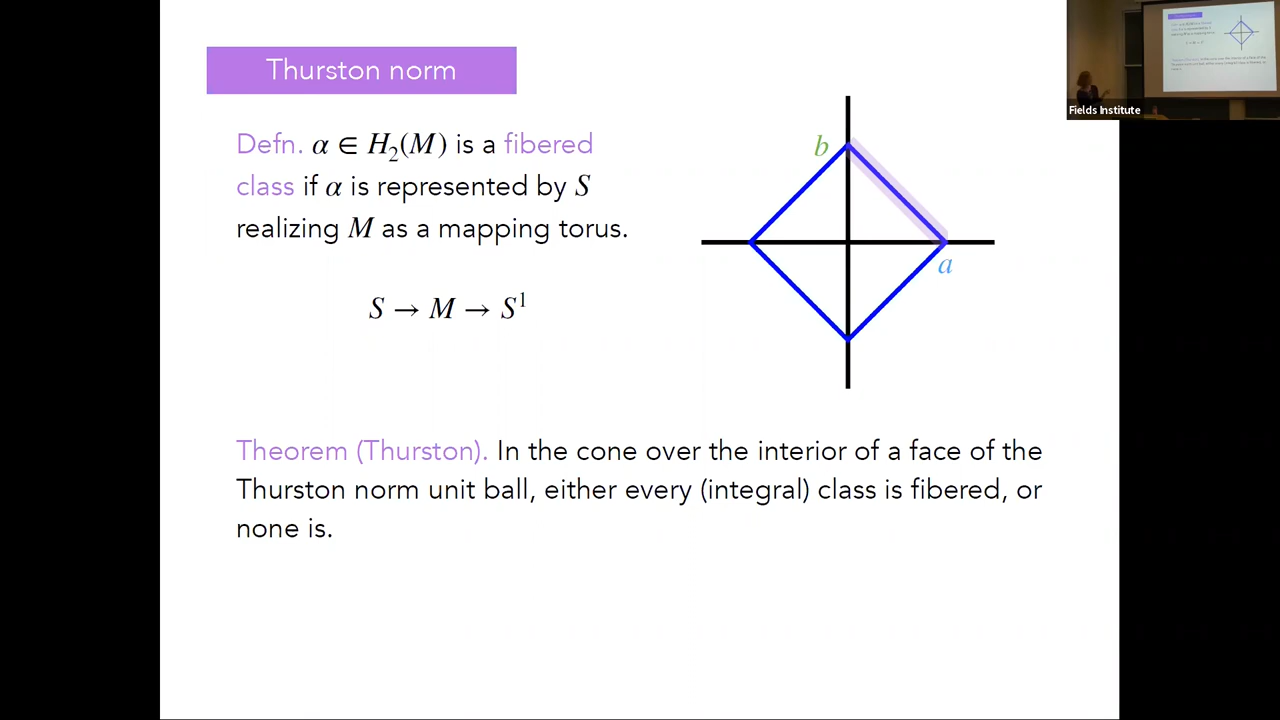 Thurston norm
Defn. α ∈ H₂(M) is a fibered
class if α is represented by S
realizing M as a mapping torus.
S → M → S¹
b
a
Theorem (Thurston). In the cone over the interior of a face of the
Thurston norm unit ball, either every (integral) class is fibered, or
none is.
Fields Institute